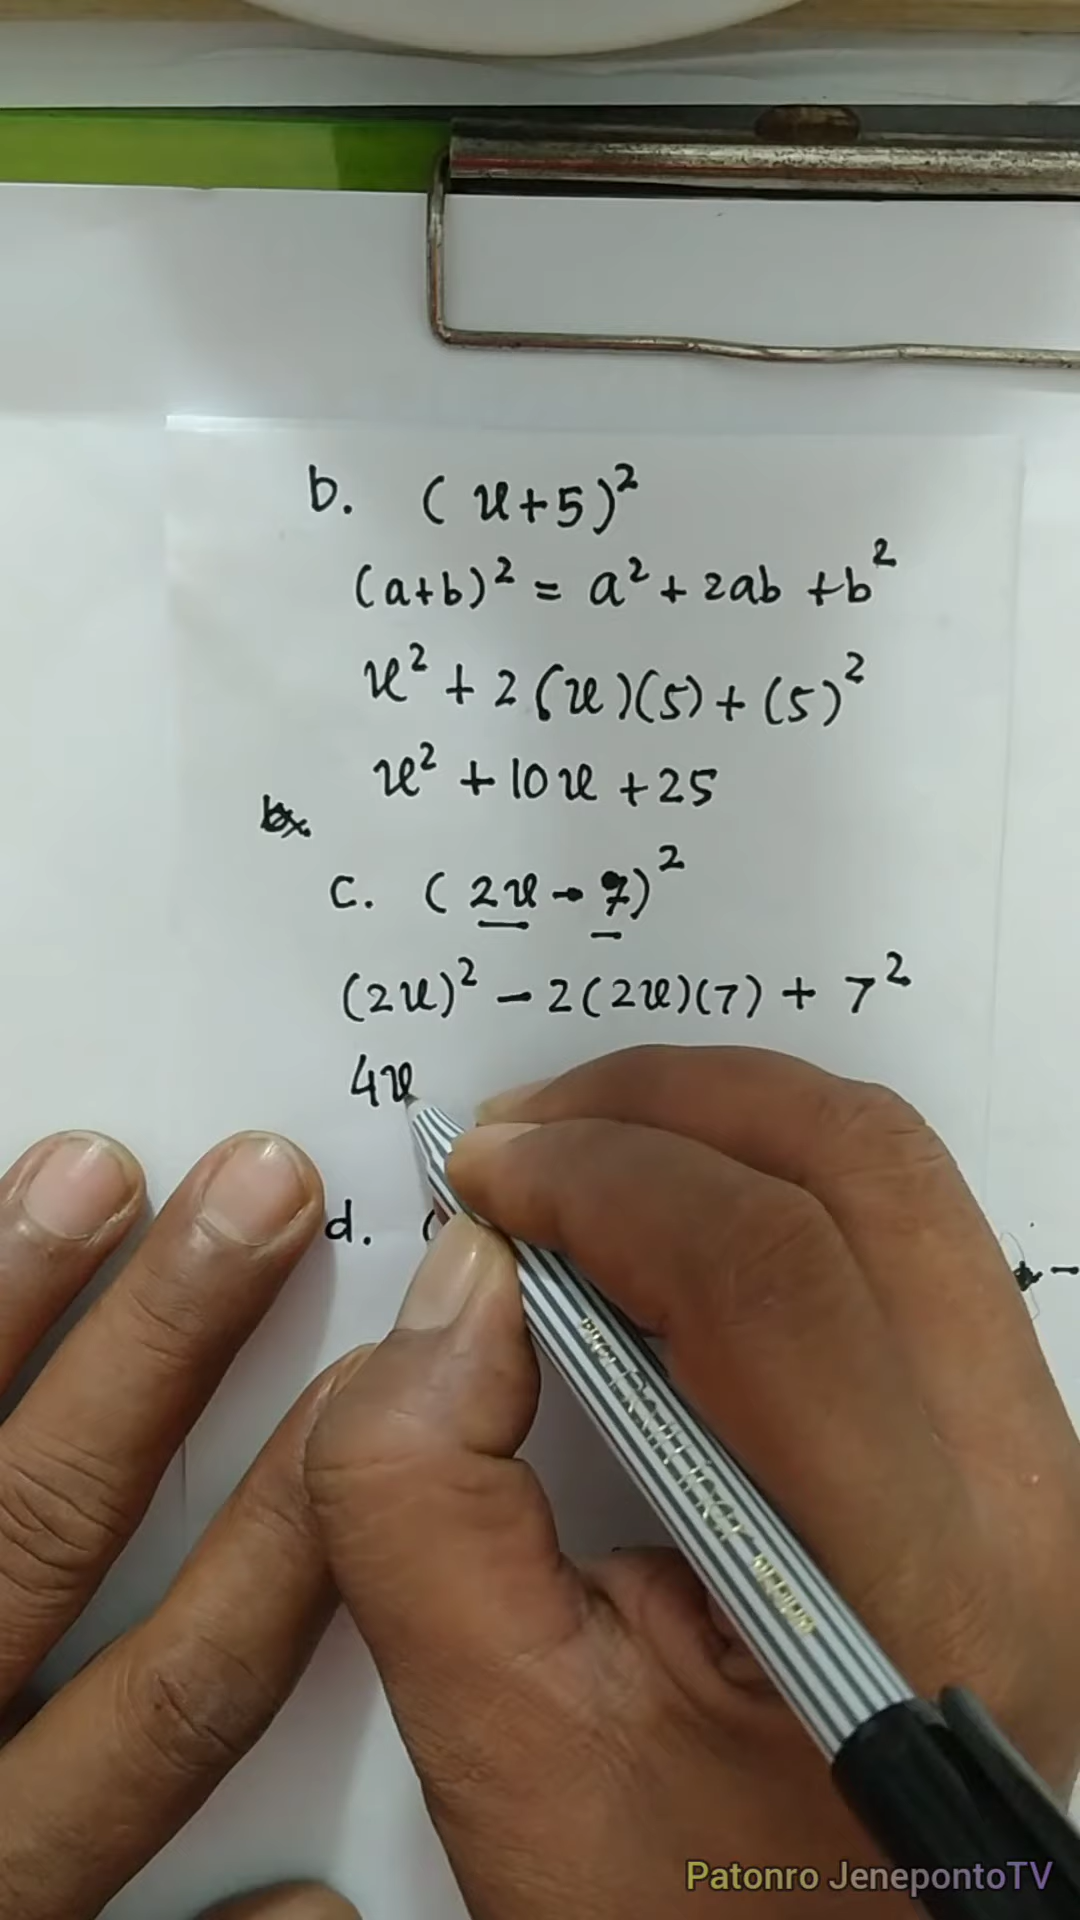 b. (x+5)²
(a+b)² = a² + 2ab + b²
x² + 2(x)(5) + (5)²
x² + 10x + 25
c. (2x - 7)²
(2x)² - 2(2x)(7) + 7²
4x
d. (
-
Patonro JenepontoTV